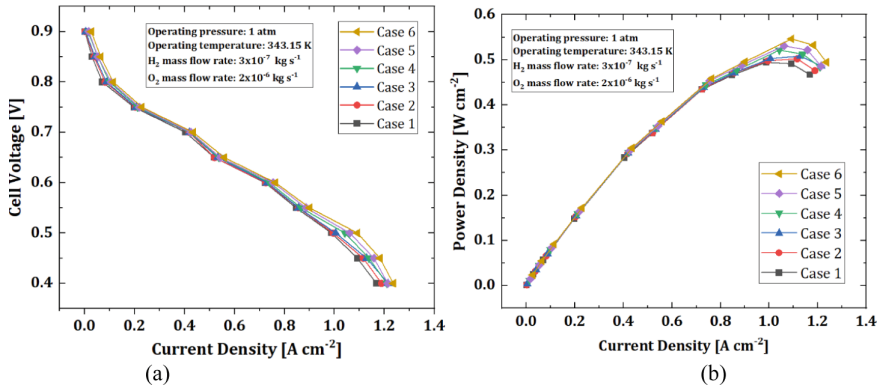 Operating pressure: 1 atm
Operating temperature: 343.15 K
H₂ mass flow rate: 3x10⁻⁷ kg s⁻¹
O₂ mass flow rate: 2x10⁻⁶ kg s⁻¹
Case 6
Case 5
Case 4
Case 3
Case 2
Case 1
Cell Voltage [V]
0.9
0.8
0.7
0.6
0.5
0.4
0.0 0.2 0.4 0.6 0.8 1.0 1.2 1.4
Current Density [A cm⁻²]
(a)
Operating pressure: 1 atm
Operating temperature: 343.15 K
H₂ mass flow rate: 3x10⁻⁷ kg s⁻¹
O₂ mass flow rate: 2x10⁻⁶ kg s⁻¹
Power Density [W cm⁻²]
0.6
0.5
0.4
0.3
0.2
0.1
0.0
Case 6
Case 5
Case 4
Case 3
Case 2
Case 1
0.0 0.2 0.4 0.6 0.8 1.0 1.2 1.4
Current Density [A cm⁻²]
(b)